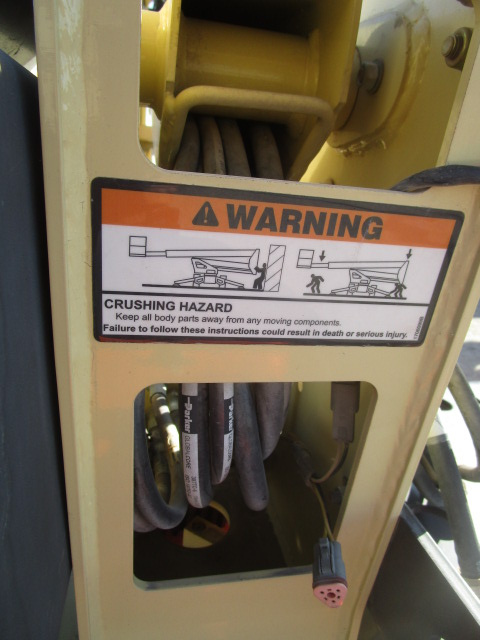 WARNING
CRUSHING HAZARD
Keep all body parts away from any moving components.
Failure to follow these instructions could result in death or serious injury.
Parker
Parker